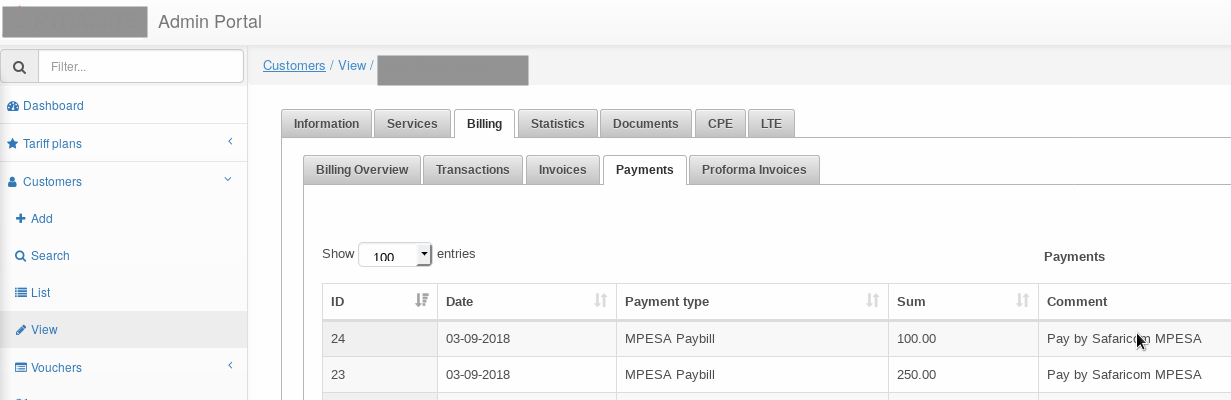 Admin Portal
Filter...
Customers / View /
Dashboard
Tariff plans
Customers
Add
Search
List
View
Vouchers
Information Services Billing Statistics Documents CPE LTE
Billing Overview Transactions Invoices Payments Proforma Invoices
Show 100 entries
Payments
ID Date Payment type Sum Comment
24 03-09-2018 MPESA Paybill 100.00 Pay by Safaricom MPESA
23 03-09-2018 MPESA Paybill 250.00 Pay by Safaricom MPESA